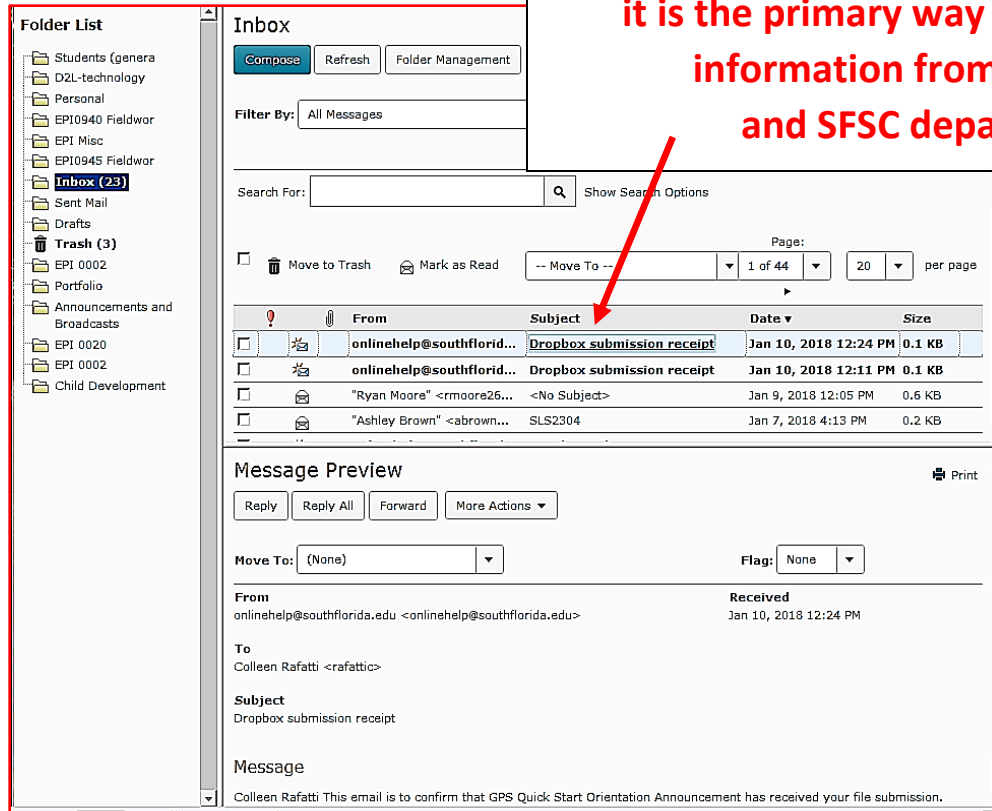 it is the primary way
information from
and SFSC depa
Folder List
Students (genera
D2L-technology
Personal
EPI0940 Fieldwor
EPI Misc
EPI0945 Fieldwor
Inbox (23)
Sent Mail
Drafts
Trash (3)
EPI 0002
Portfolio
Announcements and
Broadcasts
EPI 0020
EPI 0002
Child Development
Inbox
Compose Refresh Folder Management
Filter By: All Messages
Search For: Show Search Options
Page:
Move to Trash Mark as Read -- Move To -- 1 of 44 20 per page
From Subject Date Size
onlinehelp@southflorid... Dropbox submission receipt Jan 10, 2018 12:24 PM 0.1 KB
onlinehelp@southflorid... Dropbox submission receipt Jan 10, 2018 12:11 PM 0.1 KB
"Ryan Moore" <rmoore26... <No Subject> Jan 9, 2018 12:05 PM 0.6 KB
"Ashley Brown" <abrown... SLS2304 Jan 7, 2018 4:13 PM 0.2 KB
Message Preview
Print
Reply Reply All Forward More Actions
Move To: (None) Flag: None
From Received
onlinehelp@southflorida.edu <onlinehelp@southflorida.edu> Jan 10, 2018 12:24 PM
To
Colleen Rafatti <rafattic>
Subject
Dropbox submission receipt
Message
Colleen Rafatti This email is to confirm that GPS Quick Start Orientation Announcement has received your file submission.